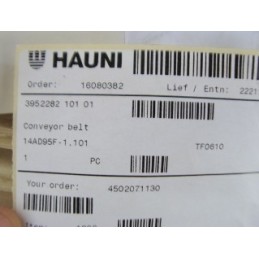 HAUNI
Order: 16080382 Lief / Entn: 2221
3952282 101 01
Conveyor belt
14AD95F-1,101 TF0610
1 PC
Your order: 4502071130